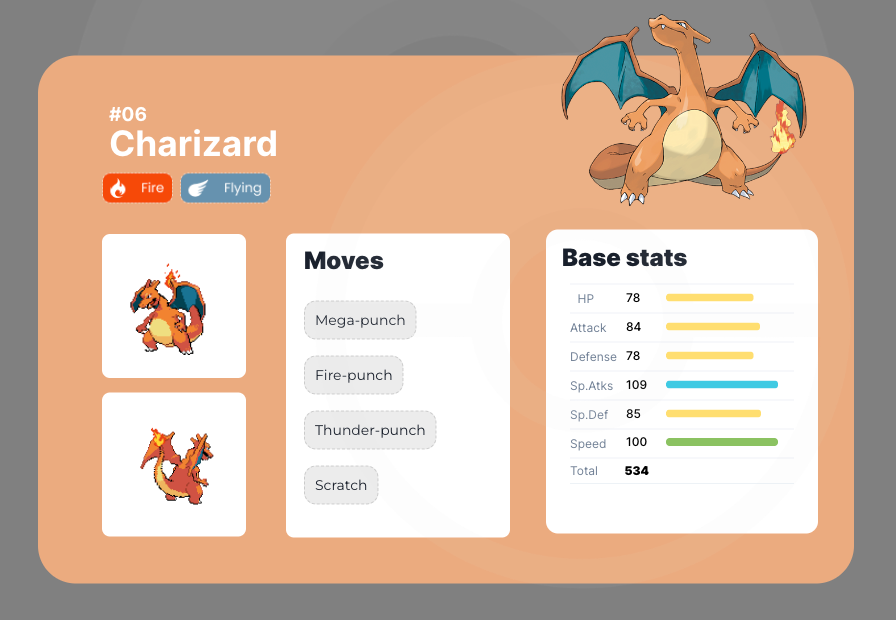 #06
Charizard
Fire
Flying
Moves
Mega-punch
Fire-punch
Thunder-punch
Scratch
Base stats
HP 78
Attack 84
Defense 78
Sp.Atks 109
Sp.Def 85
Speed 100
Total 534